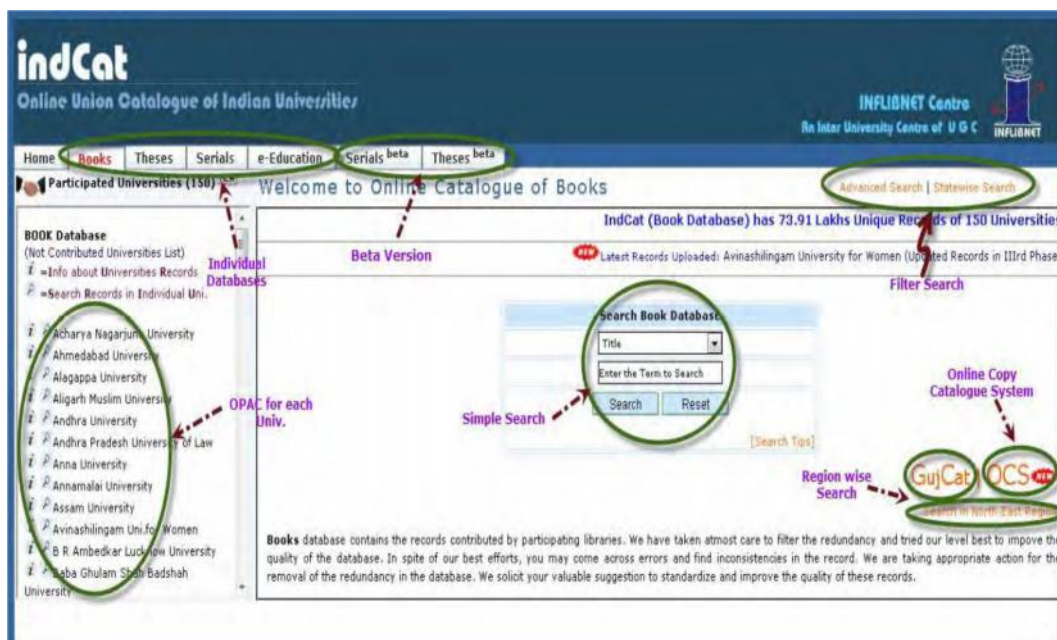 indCat
Online Union Catalogue of Indian Universities
INFLIBNET Centre
An Inter University Centre of U G C
INFLIBNET
Home Books Theses Serials e-Education Serials beta Theses beta
Participated Universities (150)
Welcome to Online Catalogue of Books
Advanced Search | Statewise Search
IndCat (Book Database) has 73.91 Lakhs Unique Records of 150 Universities
BOOK Database
(Not Contributed Universities List)
i =Info about Universities Records
=Search Records in Individual Uni.
Individual
Databases
Beta Version
NEW Latest Records Uploaded: Avinashilingam University for Women (Updated Records in IIIrd Phase
Filter Search
i Acharya Nagarjuna University
i Ahmedabad University
i Alagappa University
i Aligarh Muslim University
i Andhra University
i Andhra Pradesh University of Law
i Anna University
i Annamalai University
i Assam University
i Avinashilingam Uni.for Women
i B R Ambedkar Lucknow University
i Baba Ghulam Shah Badshah
University
OPAC for each
Univ.
Search Book Database
Title
Enter the Term to Search
Search Reset
[Search Tips]
Simple Search
Online Copy
Catalogue System
Region wise
Search
GujCat OCS NEW
Search in North East Region
Books database contains the records contributed by participating libraries. We have taken atmost care to filter the redundancy and tried our level best to improve the
quality of the database. In spite of our best efforts, you may come across errors and find inconsistencies in the record. We are taking appropriate action for the
removal of the redundancy in the database. We solicit your valuable suggestion to standardize and improve the quality of these records.